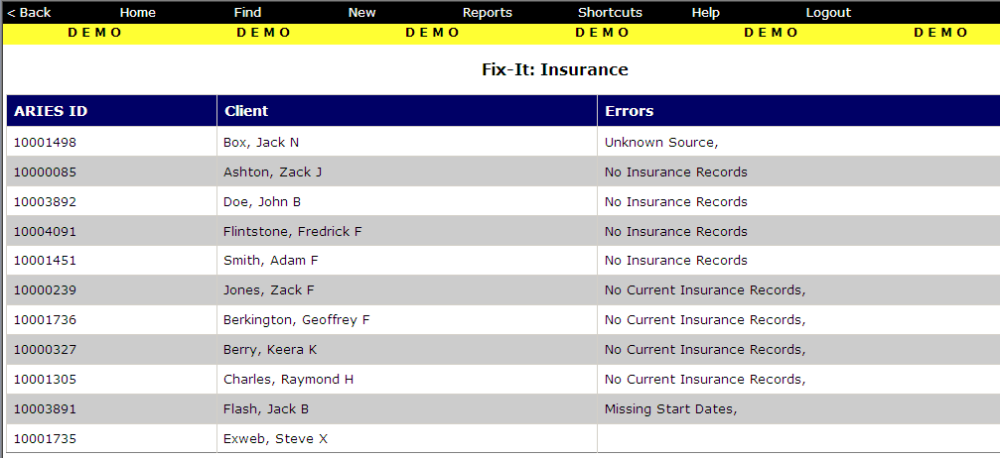 < Back Home Find New Reports Shortcuts Help Logout
D E M O D E M O D E M O D E M O D E M O D E M O
Fix-It: Insurance
ARIES ID Client Errors
10001498 Box, Jack N Unknown Source,
10000085 Ashton, Zack J No Insurance Records
10003892 Doe, John B No Insurance Records
10004091 Flintstone, Fredrick F No Insurance Records
10001451 Smith, Adam F No Insurance Records
10000239 Jones, Zack F No Current Insurance Records,
10001736 Berkington, Geoffrey F No Current Insurance Records,
10000327 Berry, Keera K No Current Insurance Records,
10001305 Charles, Raymond H No Current Insurance Records,
10003891 Flash, Jack B Missing Start Dates,
10001735 Exweb, Steve X